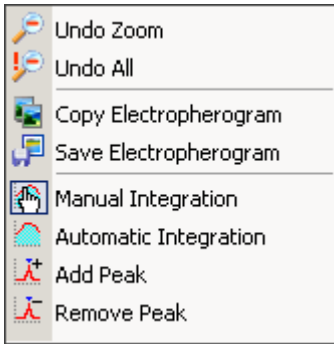 Undo Zoom
Undo All
Copy Electropherogram
Save Electropherogram
Manual Integration
Automatic Integration
Add Peak
Remove Peak